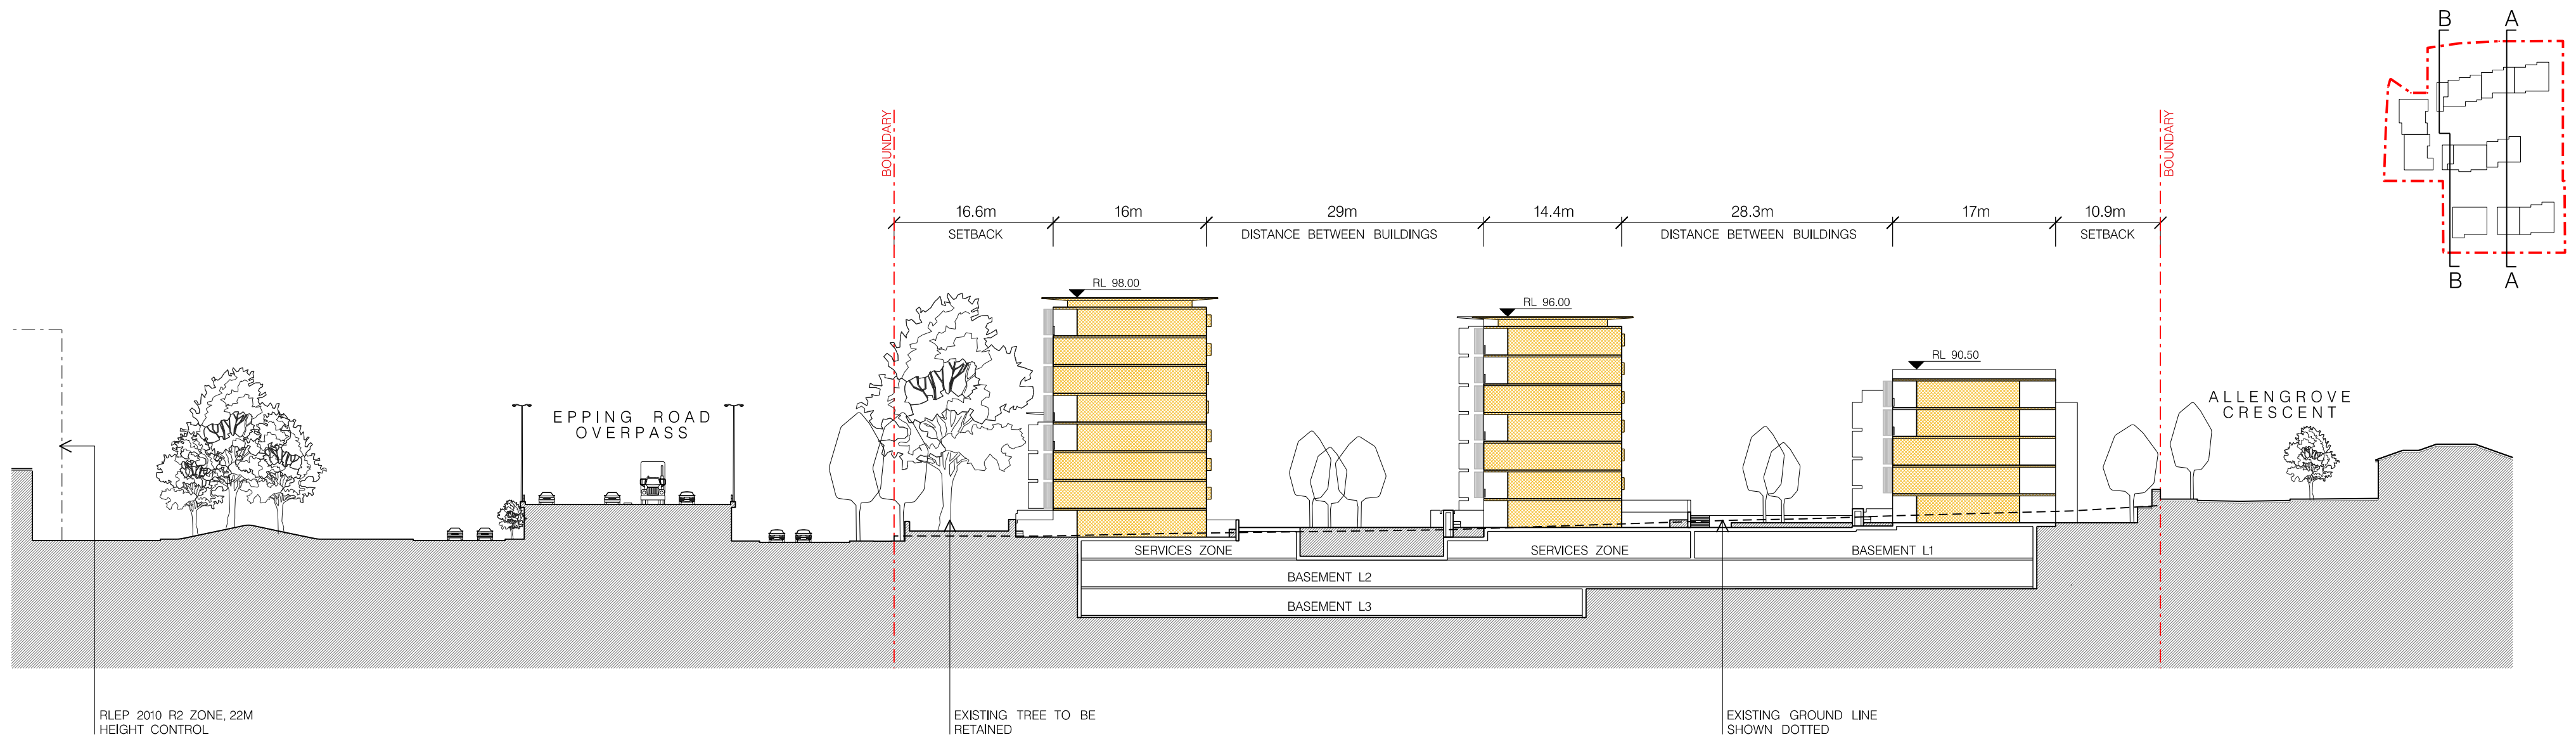 B A
BOUNDARY
BOUNDARY
16.6m 16m 29m 14.4m 28.3m 17m 10.9m
SETBACK DISTANCE BETWEEN BUILDINGS DISTANCE BETWEEN BUILDINGS SETBACK
B A
RL 98.00
RL 96.00
RL 90.50
EPPING ROAD
OVERPASS
ALLENGROVE
CRESCENT
SERVICES ZONE SERVICES ZONE BASEMENT L1
BASEMENT L2
BASEMENT L3
RLEP 2010 R2 ZONE, 22M
HEIGHT CONTROL
EXISTING TREE TO BE
RETAINED
EXISTING GROUND LINE
SHOWN DOTTED